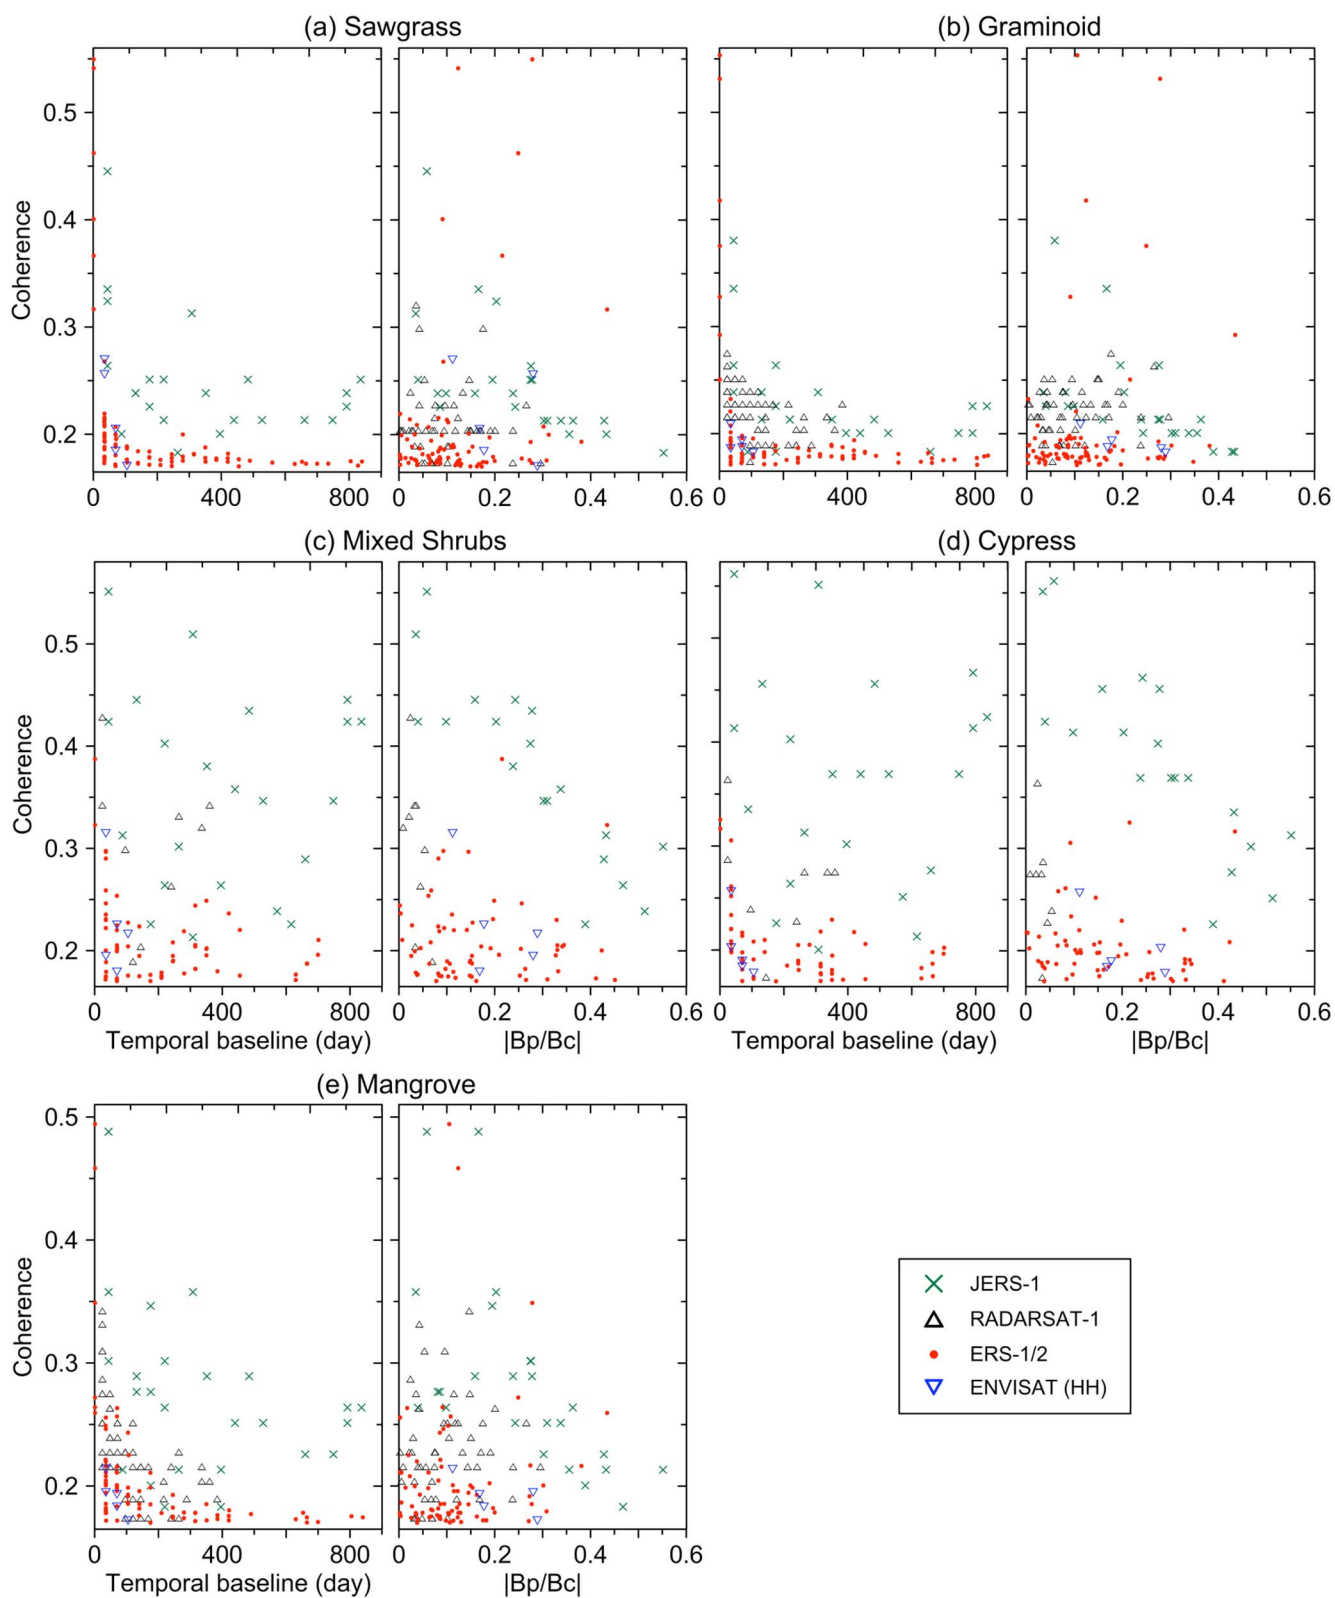 (a) Sawgrass
(b) Graminoid
Coherence
0.5
0.4
0.3
0.2
0 400 800 0 0.2 0.4 0.6
0 400 800 0 0.2 0.4 0.6
(c) Mixed Shrubs
(d) Cypress
Coherence
0.5
0.4
0.3
0.2
0 400 800 0 0.2 0.4 0.6
0 400 800 0 0.2 0.4 0.6
Temporal baseline (day) |Bp/Bc|
Temporal baseline (day) |Bp/Bc|
(e) Mangrove
Coherence
0.5
0.4
0.3
0.2
0 400 800 0 0.2 0.4 0.6
Temporal baseline (day) |Bp/Bc|
JERS-1
RADARSAT-1
ERS-1/2
ENVISAT (HH)